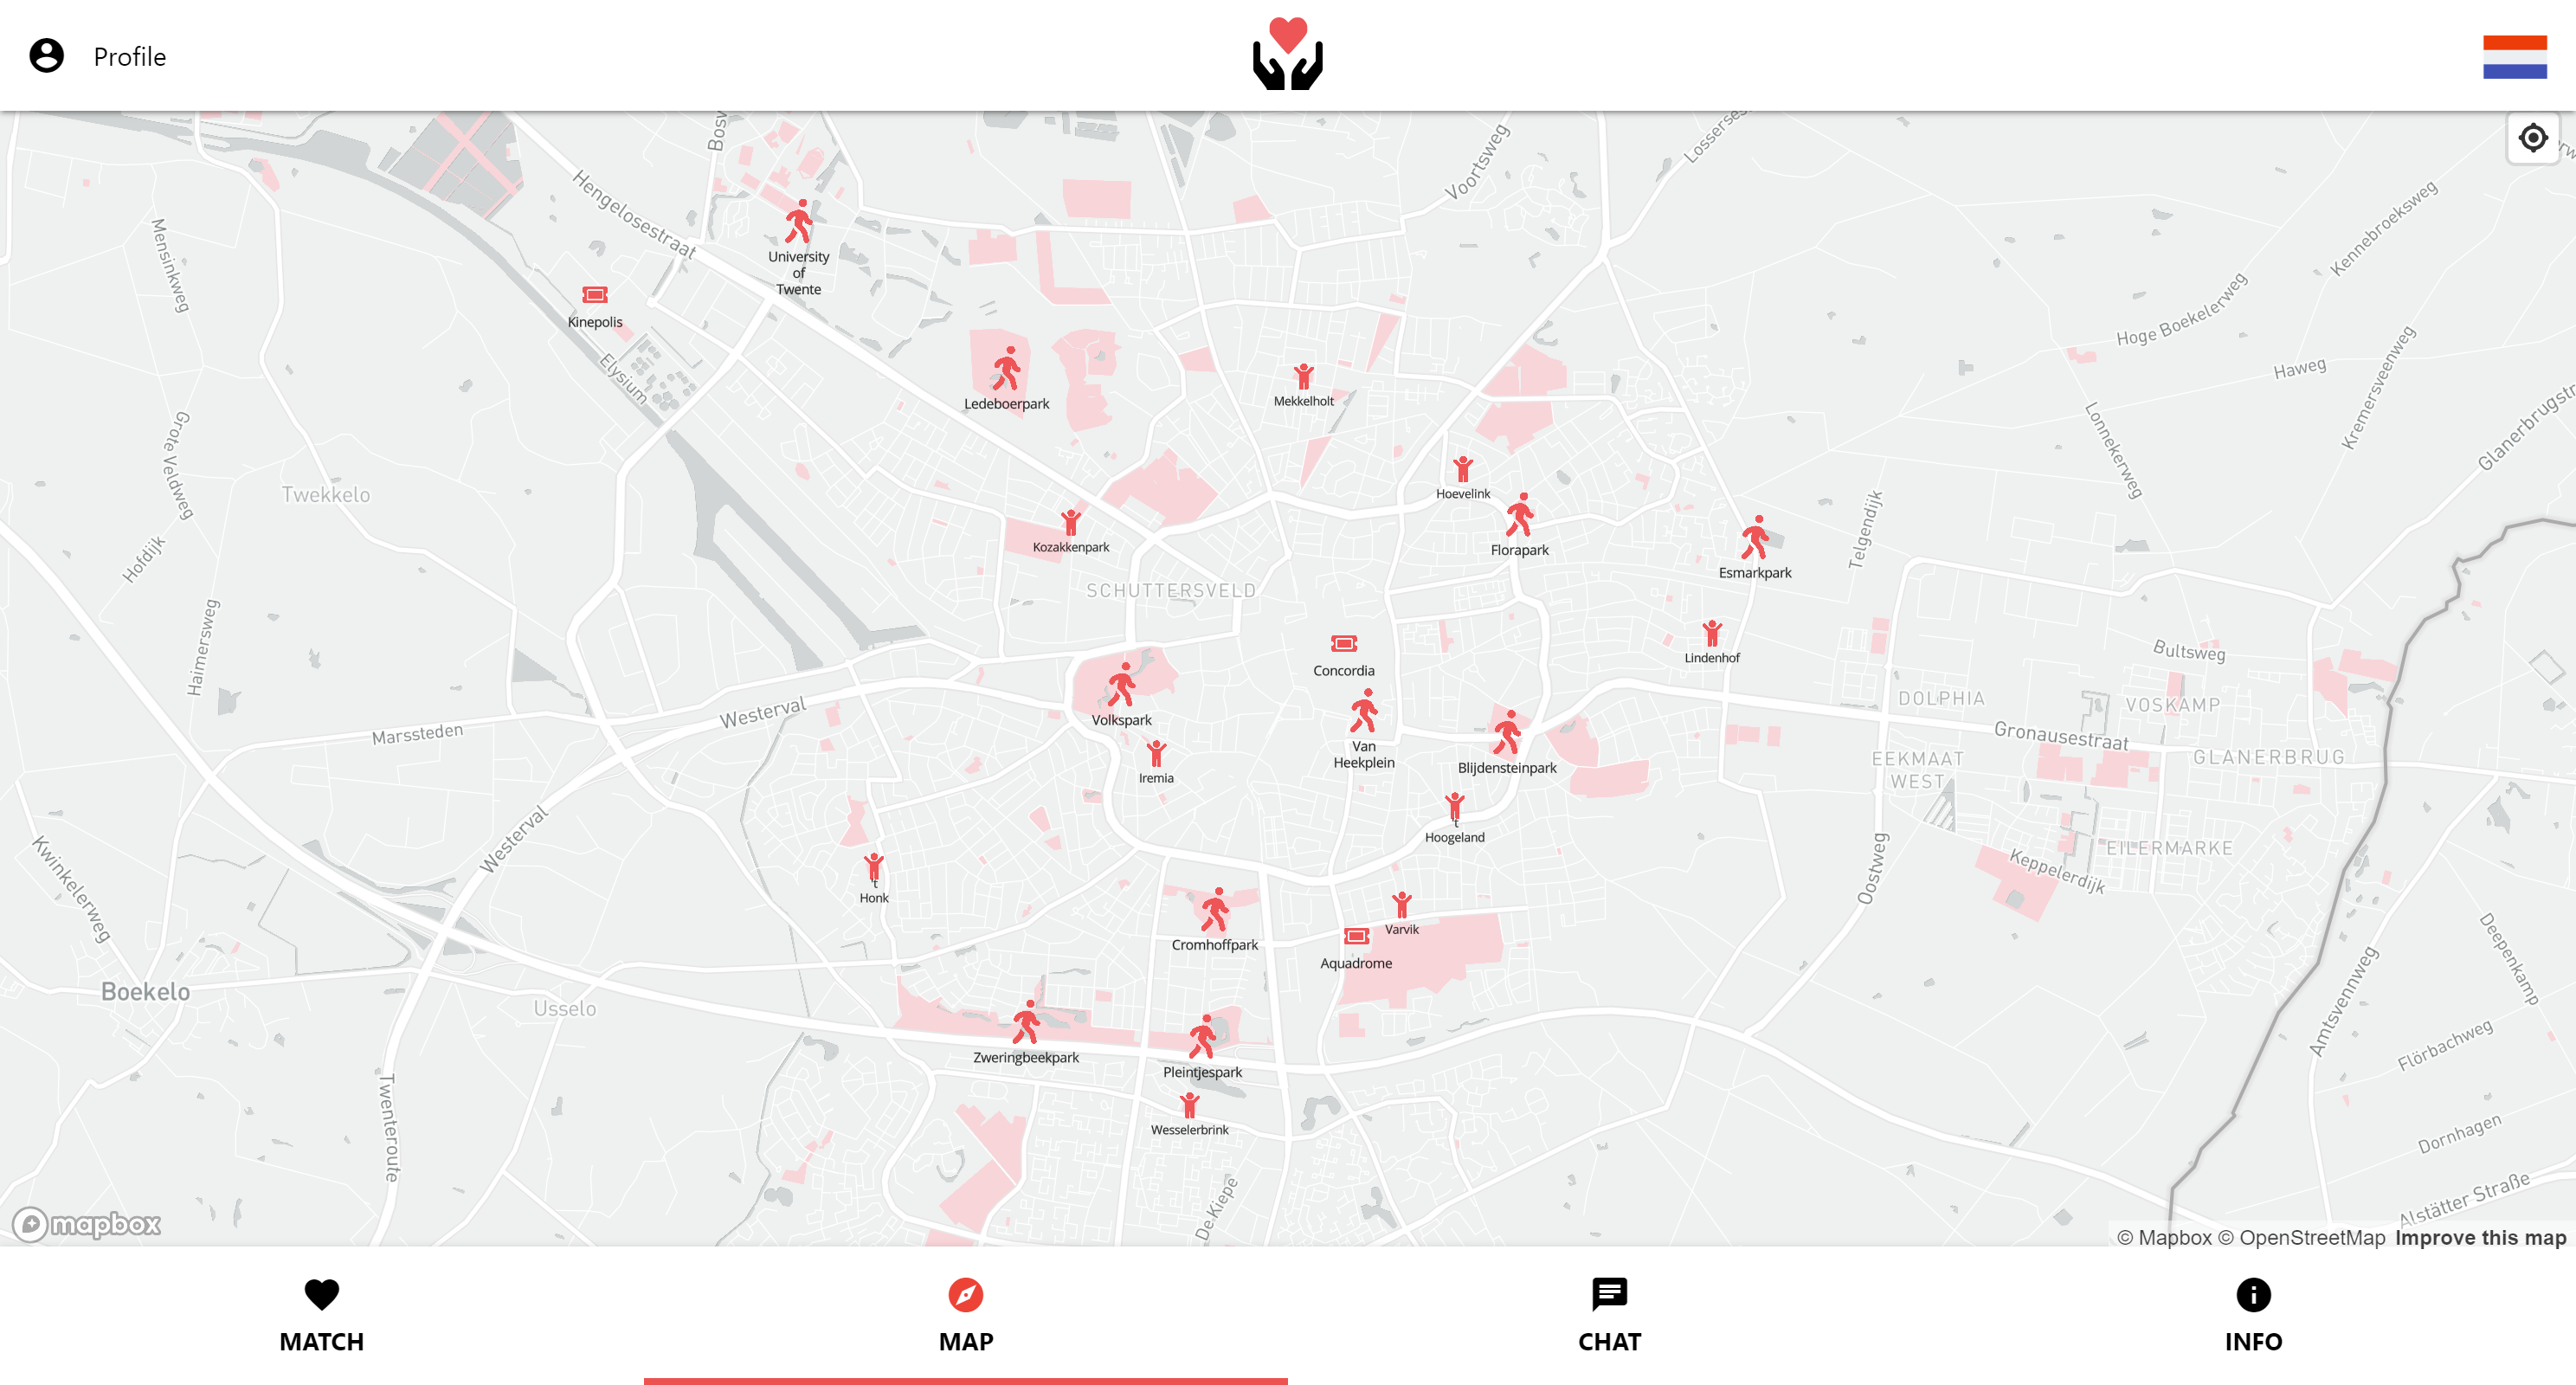 Profile
Bosw
Hengelosestraat
Voortsweg
Lossersestr
Kennebroeksweg
Mensinkweg
University
of
Twente
Kinepolis
Hoge Boekelerweg
Elysium
Haweg
Kremersveenweg
Ledeboerpark
Mekkelholt
Glanerbrugstr
Lonnekerweg
Grote Veldweg
Twekkelo
Hoevelink
Telgendijk
Hofdijk
Kozakkenpark
Florapark
Esmarkpark
SCHUTTERSVELD
Haimersweg
Lindenhof
Bultsweg
Concordia
DOLPHIA
VOSKAMP
Westerval
Volkspark
Marssteden
Gronausestraat
Van
Heekplein
Blijdensteinpark
EEKMAAT
WEST
GLANERBRUG
Iremia
't
Hoogeland
Westerval
EILERMARKE
Kwinkelerweg
't
Honk
Oostweg
Keppelerdijk
Varvik
Cromhoffpark
Aquadrome
Deepenkamp
Boekelo
Usselo
Amtsvennweg
Zweringbeekpark
Pleintjespark
Flörbachweg
Twenteroute
Wesselerbrink
Dornhagen
De Kiepe
Alstätter Straße
mapbox
© Mapbox © OpenStreetMap Improve this map
MATCH
MAP
CHAT
INFO